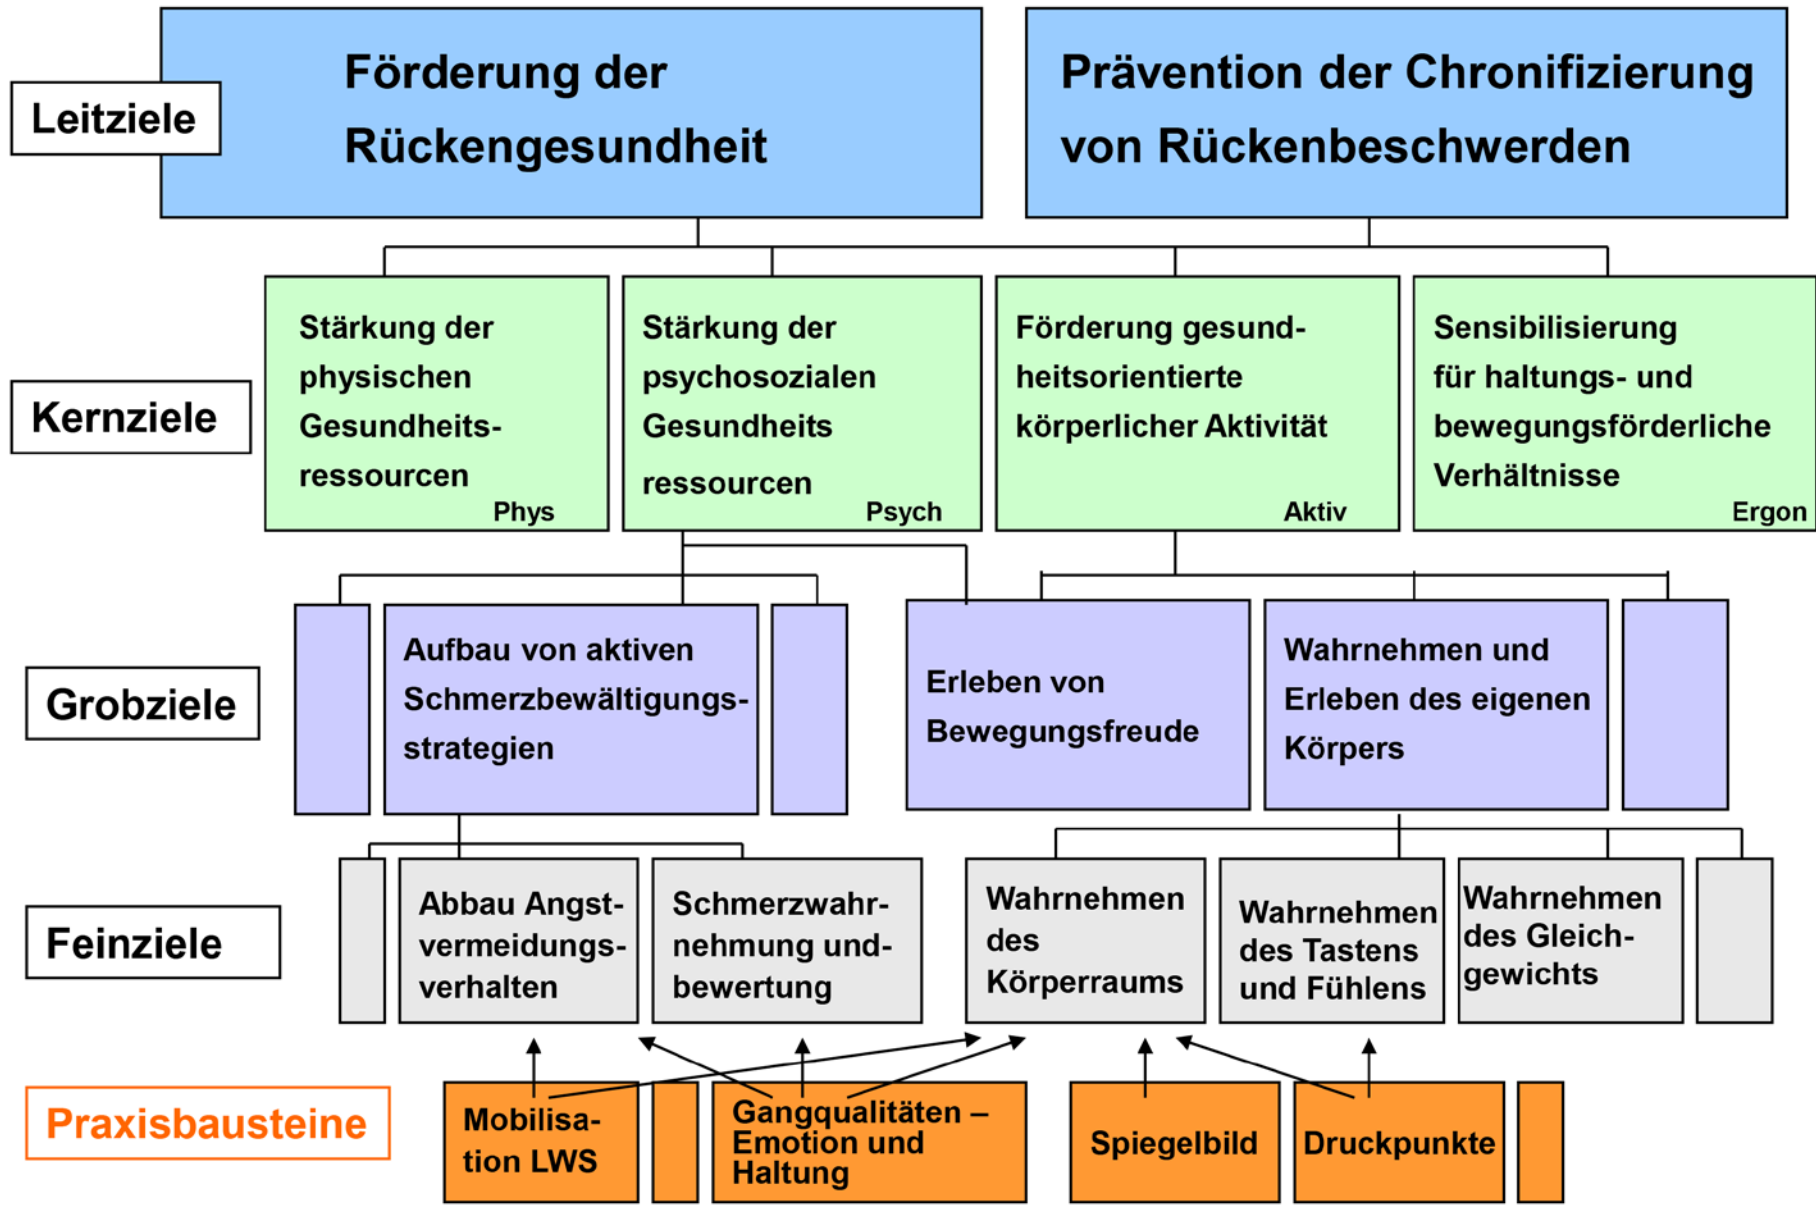 Leitziele
Förderung der
Rückengesundheit
Prävention der Chronifizierung
von Rückenbeschwerden
Kernziele
Stärkung der
physischen
Gesundheits-
ressourcen
Phys
Stärkung der
psychosozialen
Gesundheits
ressourcen
Psych
Förderung gesund-
heitsorientierte
körperlicher Aktivität
Aktiv
Sensibilisierung
für haltungs- und
bewegungsförderliche
Verhältnisse
Ergon
Grobziele
Aufbau von aktiven
Schmerzbewältigungs-
strategien
Erleben von
Bewegungsfreude
Wahrnehmen und
Erleben des eigenen
Körpers
Feinziele
Abbau Angst-
vermeidungs-
verhalten
Schmerzwahr-
nehmung und-
bewertung
Wahrnehmen
des
Körperraums
Wahrnehmen
des Tastens
und Fühlens
Wahrnehmen
des Gleich-
gewichts
Praxisbausteine
Mobilisa-
tion LWS
Gangqualitäten –
Emotion und
Haltung
Spiegelbild
Druckpunkte